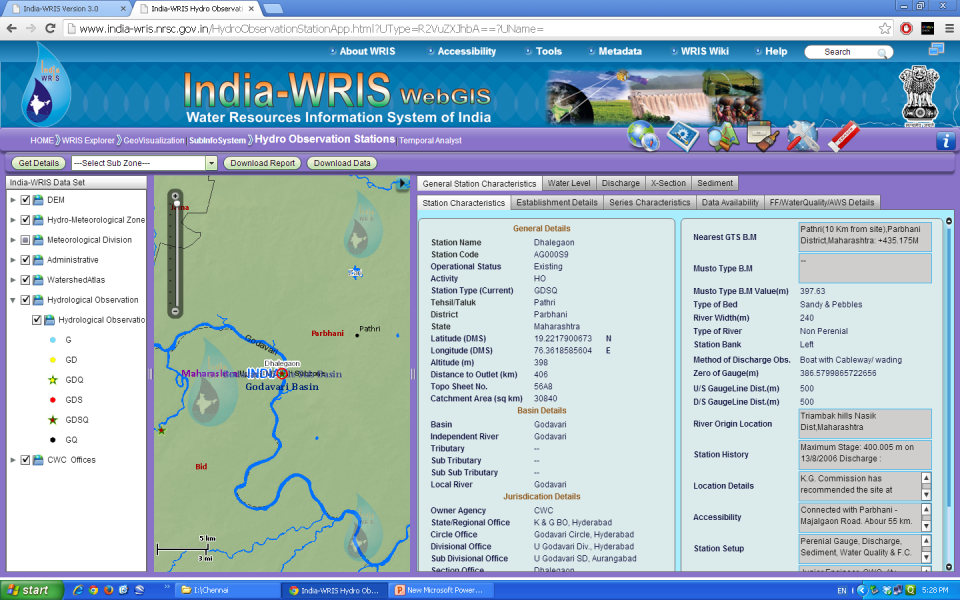 India-WRIS Version 3.0
India-WRIS Hydro Observat
www.india-wris.nrsc.gov.in/HydroObservationStationApp.html?UType=R2VuZXJhbA==?UName=
About WRIS Accessibility Tools Metadata WRIS Wiki Help Search
India-WRIS WebGIS
Water Resources Information System of India
HOME WRIS Explorer GeoVisualization SubInfoSystem Hydro Observation Stations Temporal Analyst
Get Details ---Select Sub Zone--- Download Report Download Data
India-WRIS Data Set
DEM
Hydro-Meteorological Zone
Meteorological Division
Administrative
WatershedAtlas
Hydrological Observation
Hydrological Observatio
G
GD
GDQ
GDS
GDSQ
GQ
CWC Offices
Parbhani
Pathri
Godavari
Dhalegaon
INDIA
Godavari Basin
Bid
5 km
3 mi
General Station Characteristics Water Level Discharge X-Section Sediment
Station Characteristics Establishment Details Series Characteristics Data Availability FF/WaterQuality/AWS Details
General Details
Station Name Dhalegaon
Station Code AG000S9
Operational Status Existing
Activity HO
Station Type (Current) GDSQ
Tehsil/Taluk Pathri
District Parbhani
State Maharashtra
Latitude (DMS) 19.2217900673 N
Longitude (DMS) 76.3618585604 E
Altitude (m) 398
Distance to Outlet (km) 406
Topo Sheet No. 56A8
Catchment Area (sq km) 30840
Basin Details
Basin Godavari
Independent River Godavari
Tributary --
Sub Tributary --
Sub Sub Tributary --
Local River Godavari
Jurisdication Details
Owner Agency CWC
State/Regional Office K & G BO, Hyderabad
Circle Office Godavari Circle, Hyderabad
Divisional Office U Godavari Div., Hyderabad
Sub Divisional Office U Godavari SD, Aurangabad
Section Office Dhalegaon
Nearest GTS B.M Pathri(10 Km from site),Parbhani
District,Maharashtra: +435.175M
Musto Type B.M --
Musto Type B.M Value(m) 397.63
Type of Bed Sandy & Pebbles
River Width(m) 240
Type of River Non Perenial
Station Bank Left
Method of Discharge Obs. Boat with Cableway/ wading
Zero of Gauge(m) 386.5799865722656
U/S GaugeLine Dist.(m) 500
D/S GaugeLine Dist.(m) 500
River Origin Location Triambak hills Nasik
Dist,Maharashtra
Station History Maximum Stage: 400.005 m on
13/8/2006 Discharge :
Location Details K.G. Commission has
recommended the site at
Accessibility Connected with Parbhani -
Majalgaon Road. Abour 55 km.
Station Setup Perenial Gauge, Discharge,
Sediment, Water Quality & F.C.
start I:\Chennai India-WRIS Hydro Ob... New Microsoft Power... EN 5:28 PM